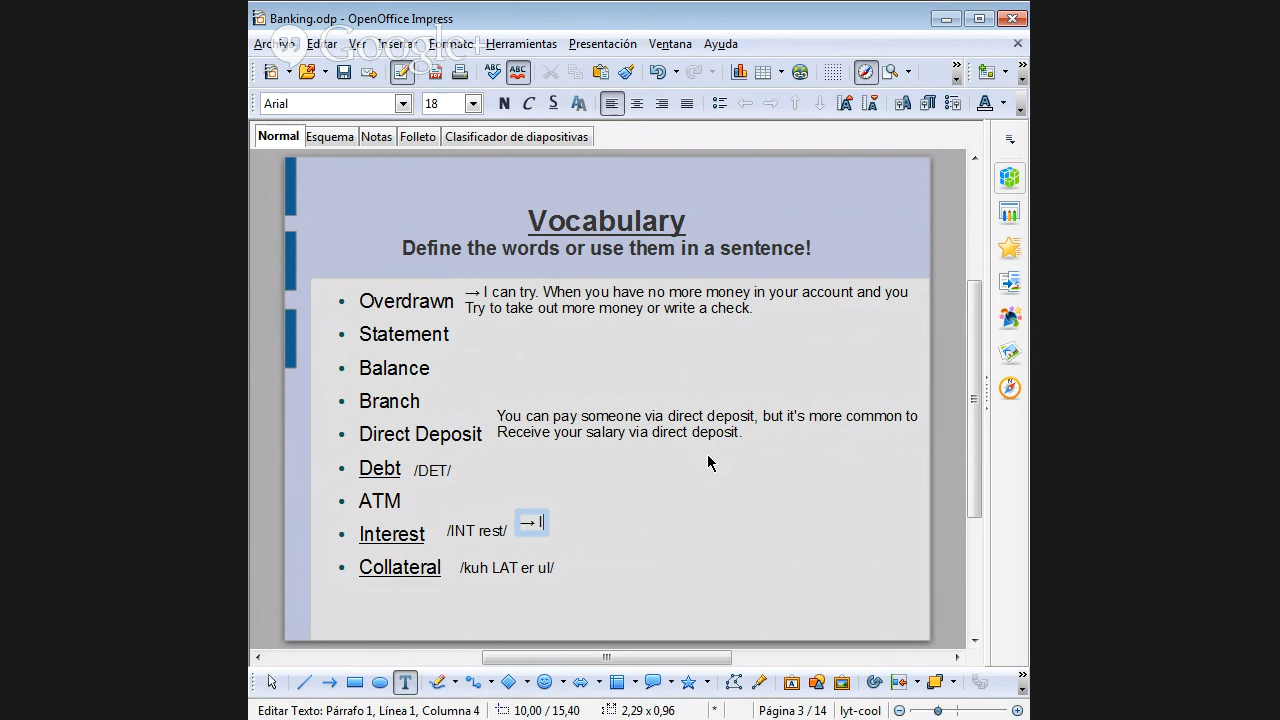 Banking.odp - OpenOffice Impress
Google+
Archivo Editar Ver Insertar Formato Herramientas Presentación Ventana Ayuda
Arial 18 N C S
Normal Esquema Notas Folleto Clasificador de diapositivas
Vocabulary
Define the words or use them in a sentence!
• Overdrawn → I can try. When you have no more money in your account and you
Try to take out more money or write a check.
• Statement
• Balance
• Branch
You can pay someone via direct deposit, but it's more common to
• Direct Deposit Receive your salary via direct deposit.
• Debt /DET/
• ATM
• Interest /INT rest/ → I
• Collateral /kuh LAT er ul/
Editar Texto: Párrafo 1, Línea 1, Columna 4 10,00 / 15,40 2,29 x 0,96 * Página 3 / 14 lyt-cool